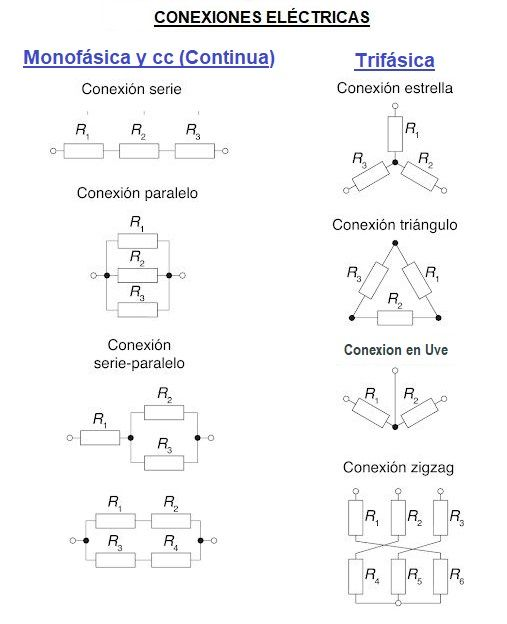 CONEXIONES ELÉCTRICAS
Monofásica y cc (Continua)
Conexión serie
R1 R2 R3
Conexión paralelo
R1
R2
R3
Conexión
serie-paralelo
R2
R1
R3
R1 R2
R3 R4
Trifásica
Conexión estrella
R1
R3 R2
Conexión triángulo
R3 R1
R2
Conexion en Uve
R1 R2
Conexión zigzag
R1 R2 R3
R4 R5 R6